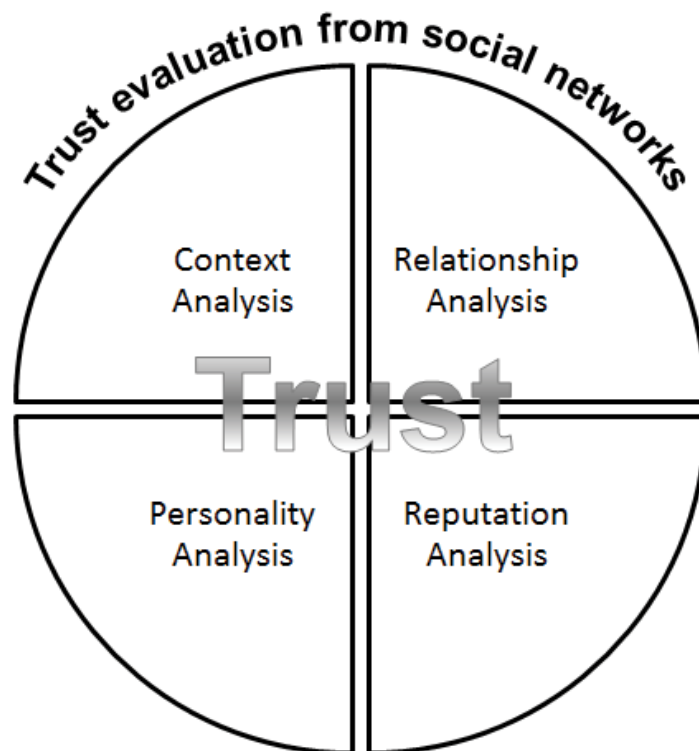 Trust evaluation from social networks
Context
Analysis
Relationship
Analysis
Trust
Personality
Analysis
Reputation
Analysis